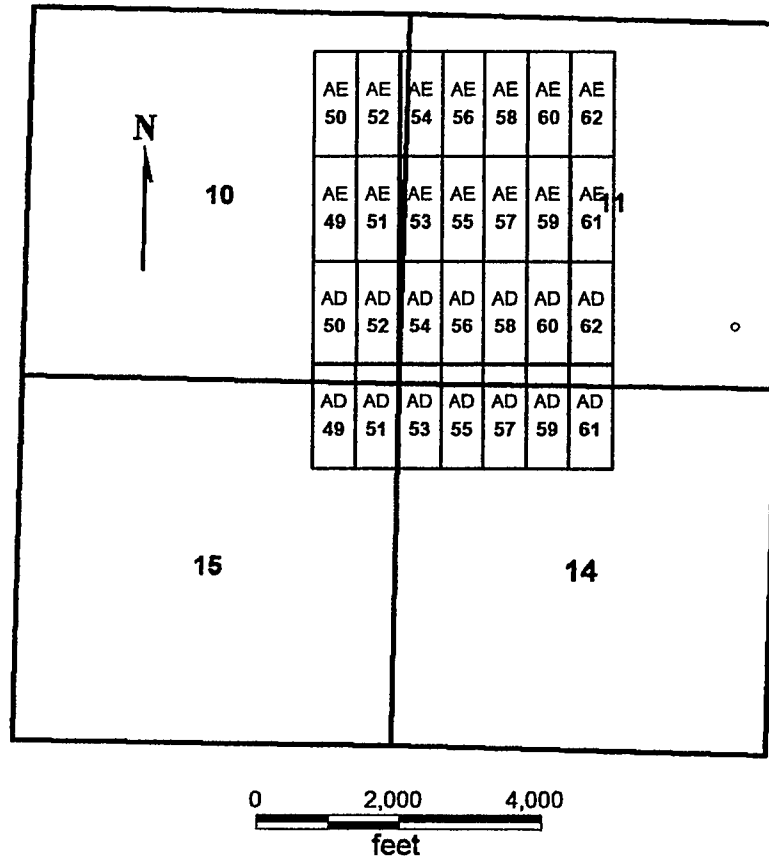 AE AE AE AE AE AE AE
50 52 54 56 58 60 62
N
10
AE AE AE AE AE AE AE
49 51 53 55 57 59 61
11
AD AD AD AD AD AD AD
50 52 54 56 58 60 62
AD AD AD AD AD AD AD
49 51 53 55 57 59 61
15
14
0 2,000 4,000
feet